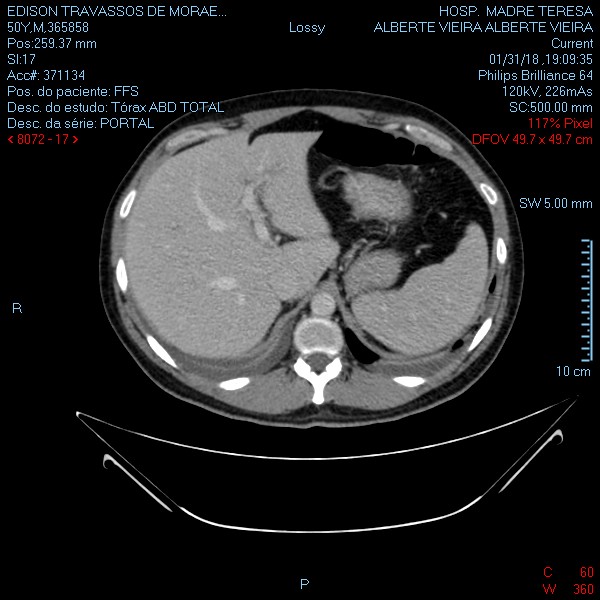 EDISON TRAVASSOS DE MORAE...
50Y,M,365858
Pos:259.37 mm
Sl:17
Acc#: 371134
Pos. do paciente: FFS
Desc. do estudo: Tórax ABD TOTAL
Desc. da série: PORTAL
< 8072 - 17 >
Lossy
HOSP. MADRE TERESA
ALBERTE VIEIRA ALBERTE VIEIRA
Current
01/31/18 ,19:09:35
Philips Brilliance 64
120kV, 226mAs
SC:500.00 mm
117% Pixel
DFOV 49.7 x 49.7 cm
SW 5.00 mm
R
10 cm
P
C 60
W 360